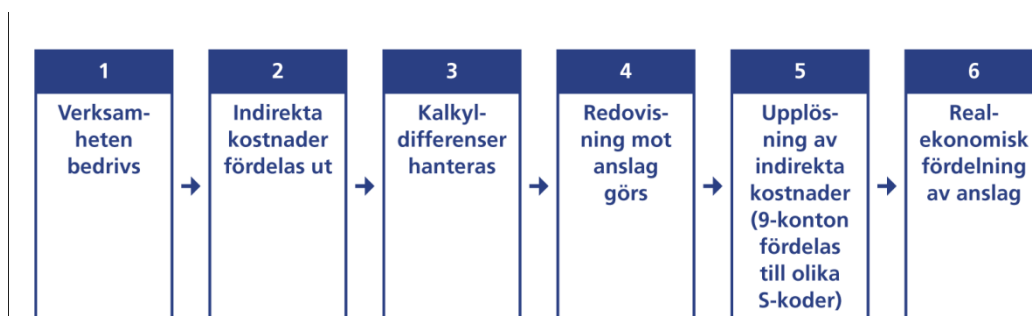 1
Verksam-
heten
bedrivs
2
Indirekta
kostnader
fördelas ut
3
Kalkyl-
differenser
hanteras
4
Redovis-
ning mot
anslag
görs
5
Upplös-
ning av
indirekta
kostnader
(9-konton
fördelas
till olika
S-koder)
6
Real-
ekonomisk
fördelning
av anslag